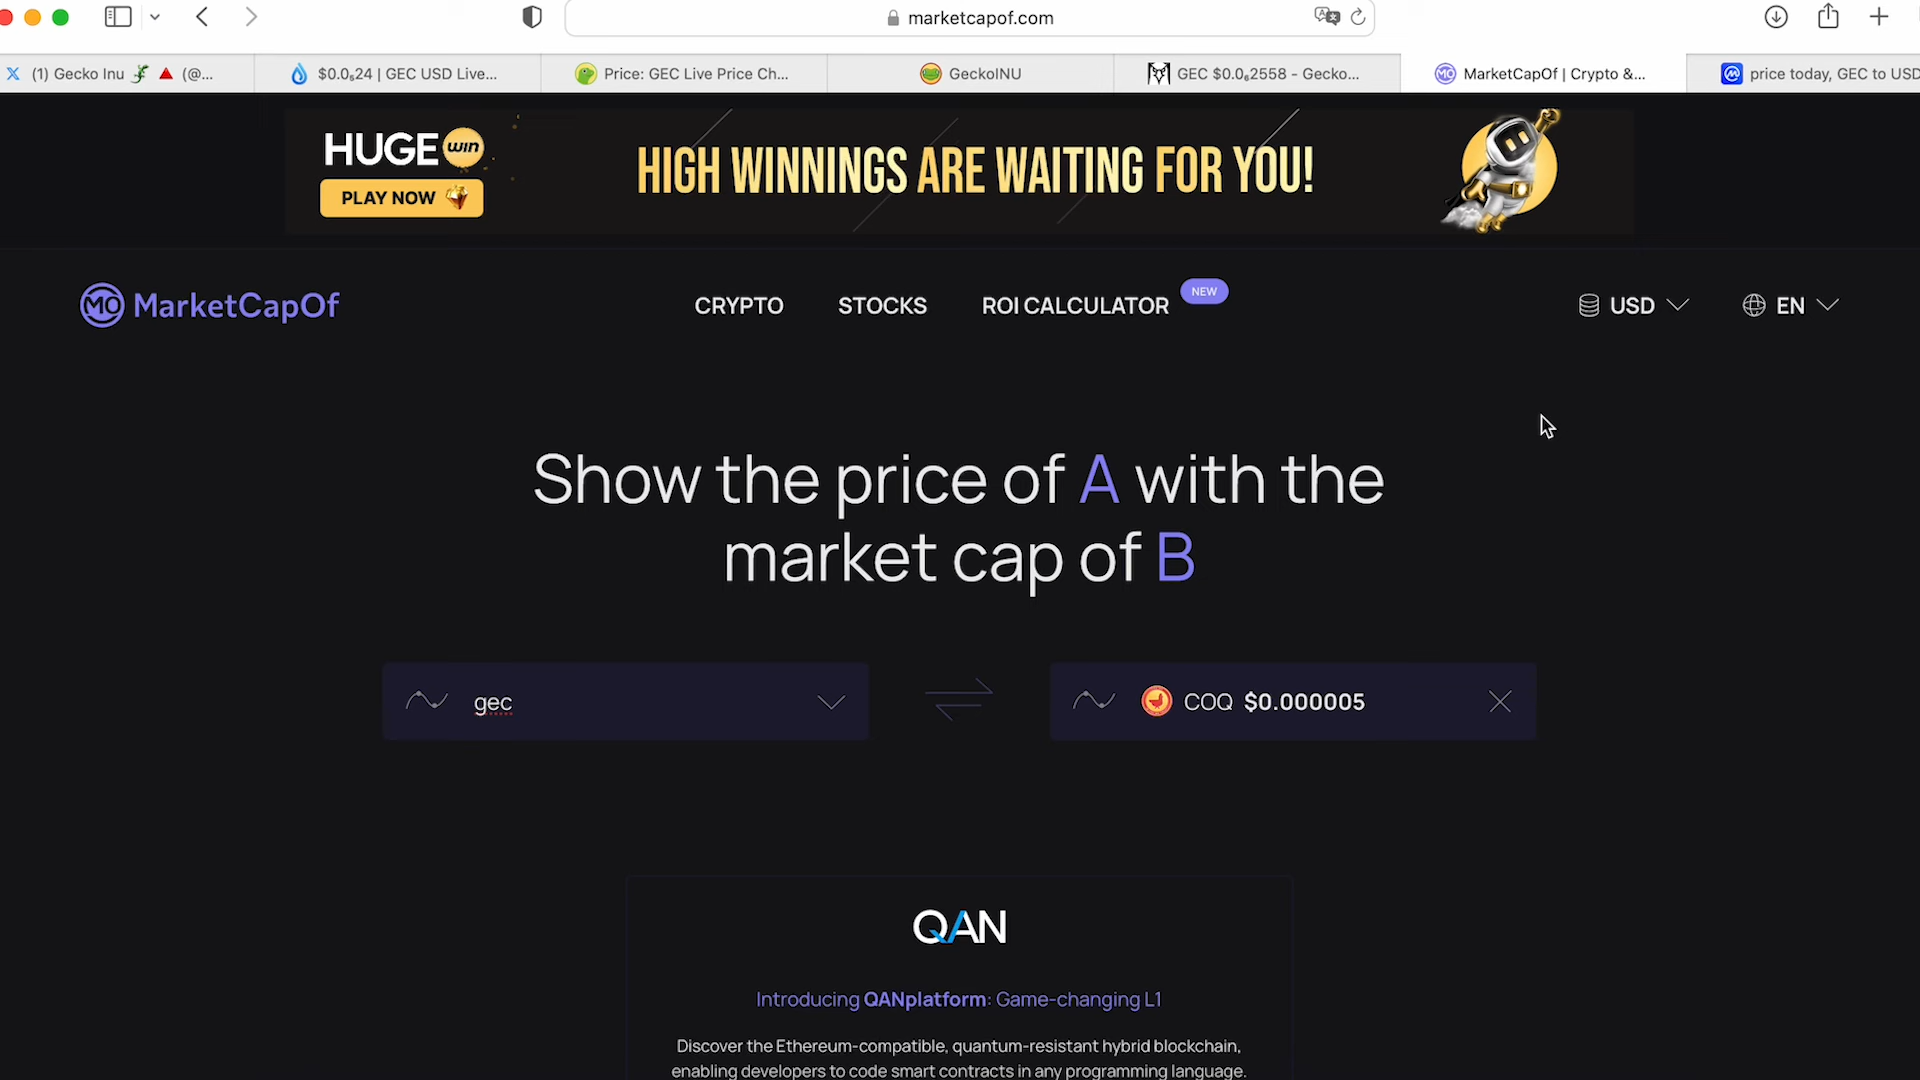 marketcapof.com
(1) Gecko Inu 🦎 🔺 (@...
$0.0₆24 | GEC USD Live...
Price: GEC Live Price Ch...
GeckoINU
GEC $0.0₆2558 - Gecko...
MO MarketCapOf | Crypto &...
price today, GEC to USD
HUGE win
PLAY NOW
HIGH WINNINGS ARE WAITING FOR YOU!
MO MarketCapOf
CRYPTO
STOCKS
ROI CALCULATOR
NEW
USD
EN
Show the price of A with the
market cap of B
gec
COQ $0.000005
QAN
Introducing QANplatform: Game-changing L1
Discover the Ethereum-compatible, quantum-resistant hybrid blockchain,
enabling developers to code smart contracts in any programming language.